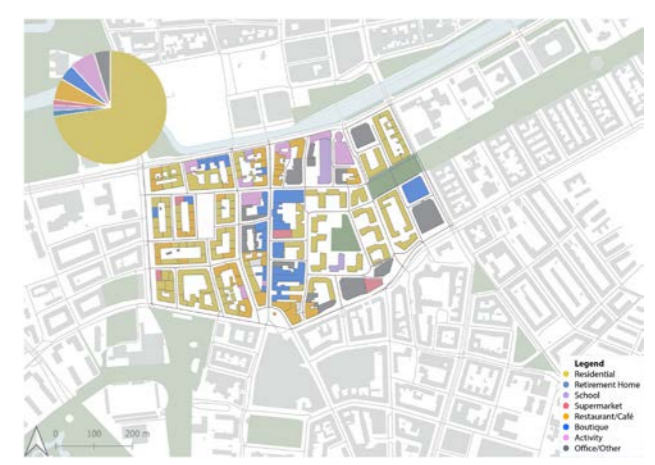 Legend
Residential
Retirement Home
School
Supermarket
Restaurant/Café
Boutique
Activity
Office/Other
0 100 200 m